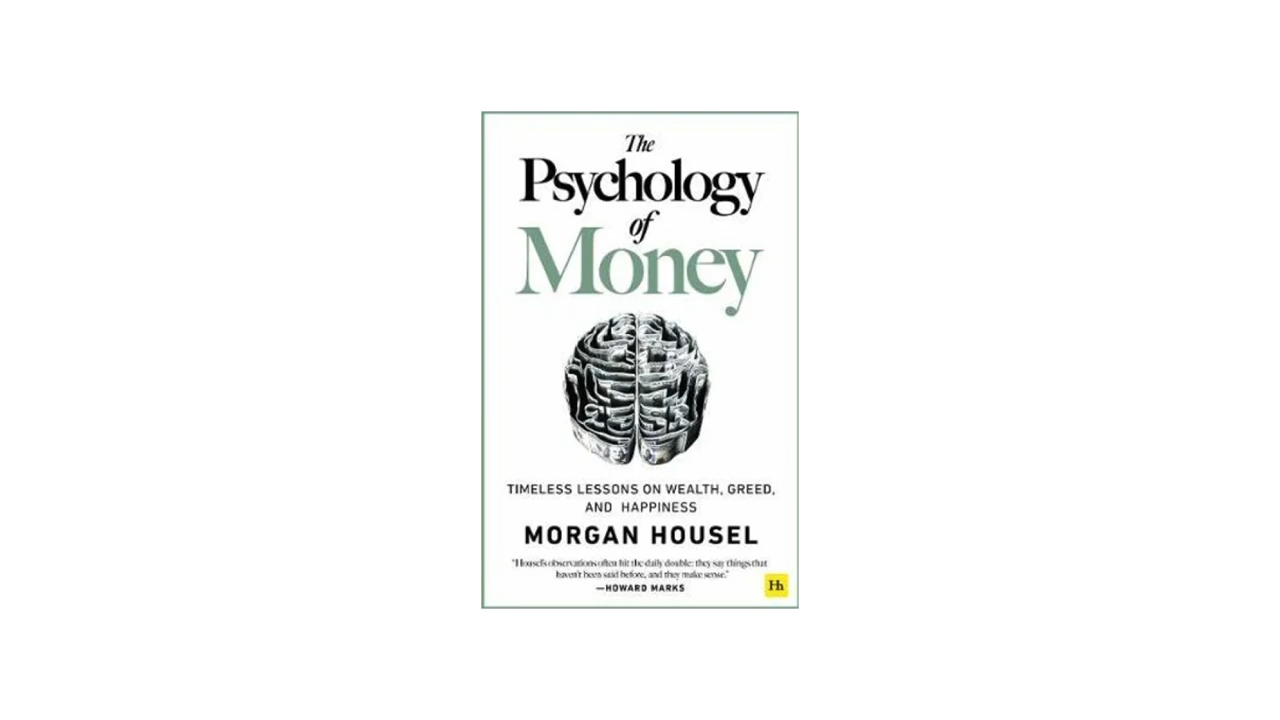 The
Psychology
of
Money
TIMELESS LESSONS ON WEALTH, GREED,
AND HAPPINESS
MORGAN HOUSEL
"Housel's observations often hit the daily double: they say things that
haven't been said before, and they make sense."
—HOWARD MARKS
Hh